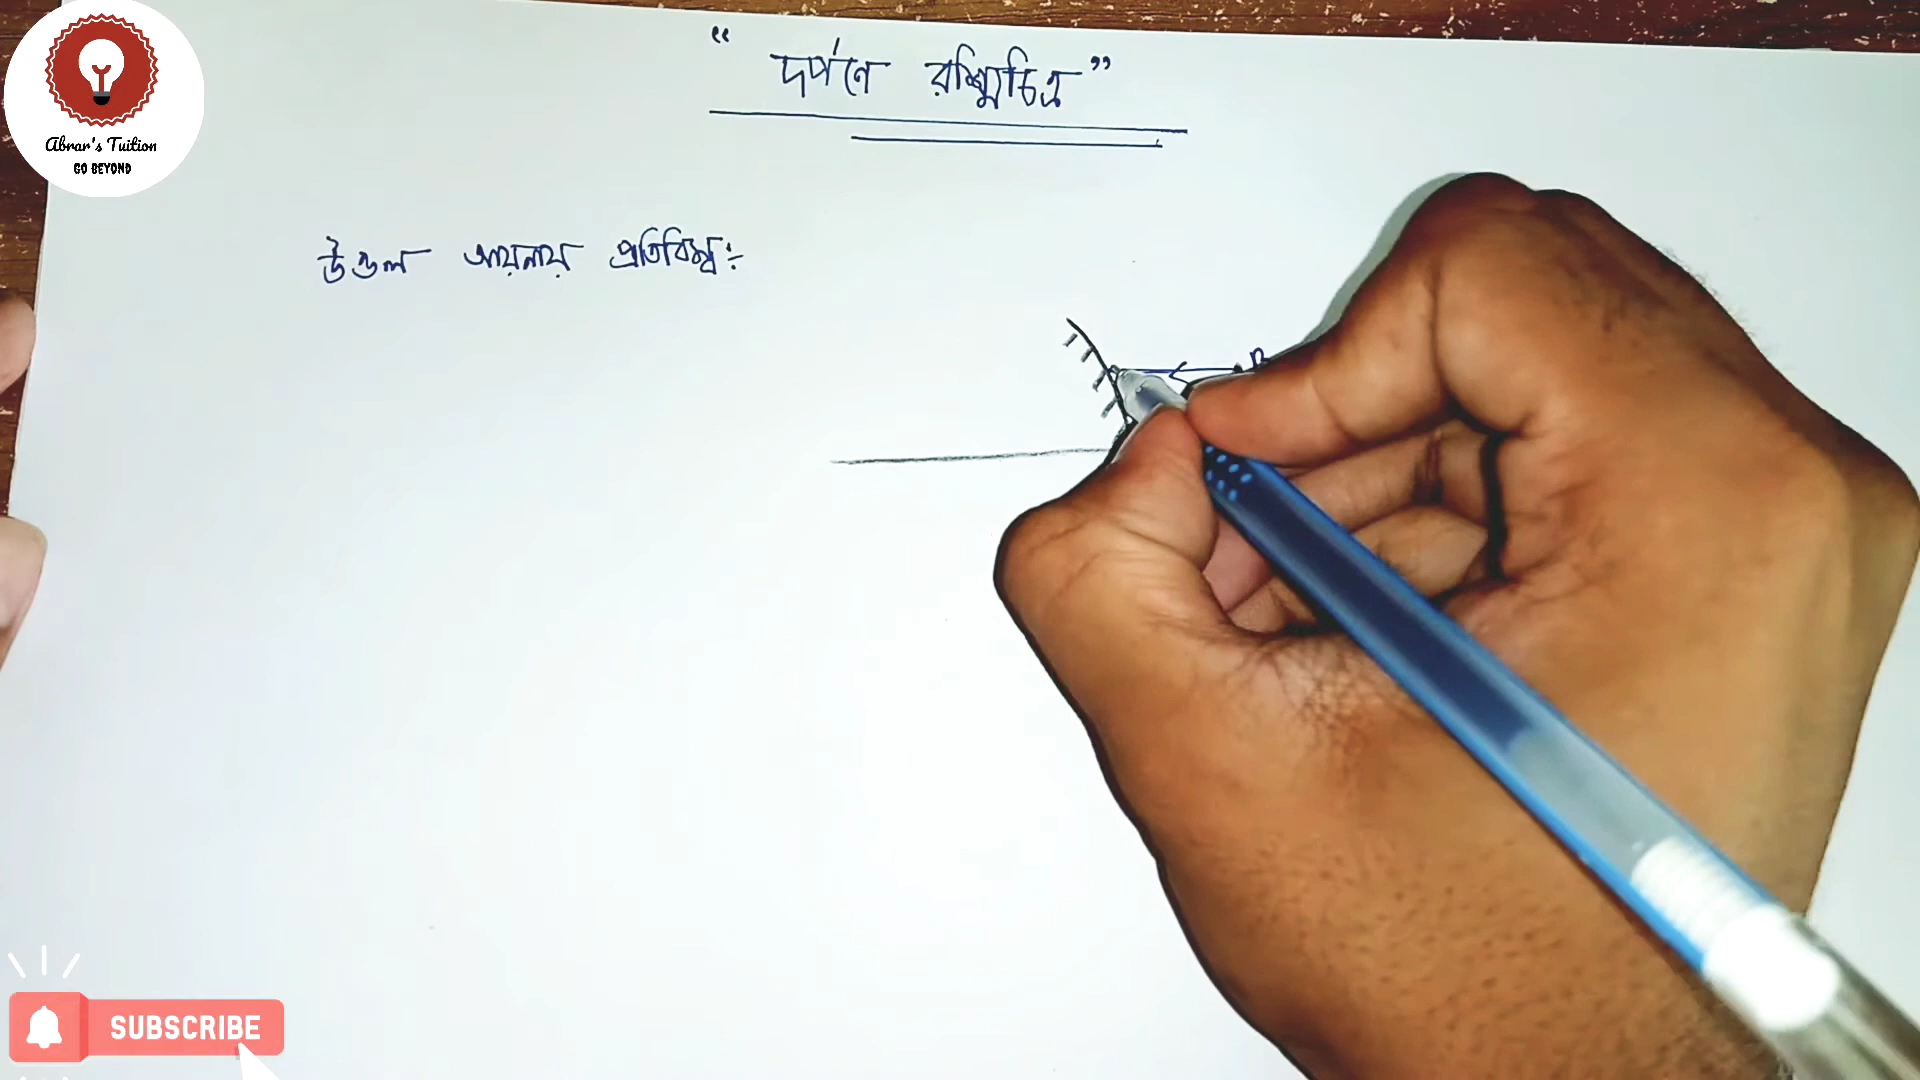 “ দর্পণে রশ্মিচিত্র ”
Abrar's Tuition
GO BEYOND
উত্তল আয়নায় প্রতিবিম্ব:
B
SUBSCRIBE